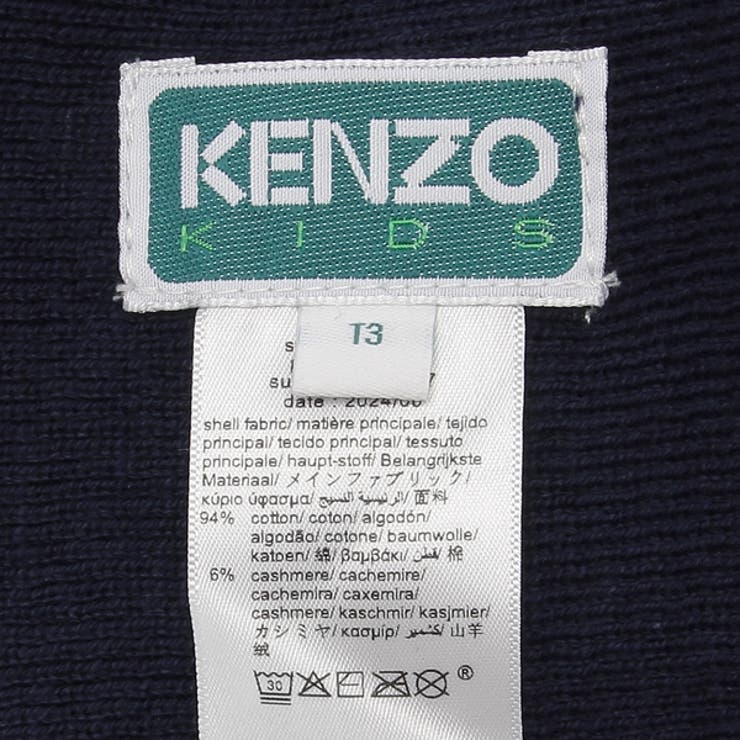 KENZO
KIDS
T3
date : 2024/06
shell fabric/ matière principale/ tejido
principal/ tecido principal/ tessuto
principale/ haupt-stoff/ Belangrijkste
Materiaal/ メインファブリック/
κύριο ύφασμα/ الرئيسية النسيج/ 面料
94% cotton/ coton/ algodón/
algodão/ cotone/ baumwolle/
katoen/ 綿/ βαμβάκι/ قطن/ 棉
6% cashmere/ cachemire/
cachemira/ caxemira/
cashmere/ kaschmir/ kasjmier/
カシミヤ/ κασμίρ/ كشمير/ 山羊
绒
30 ®